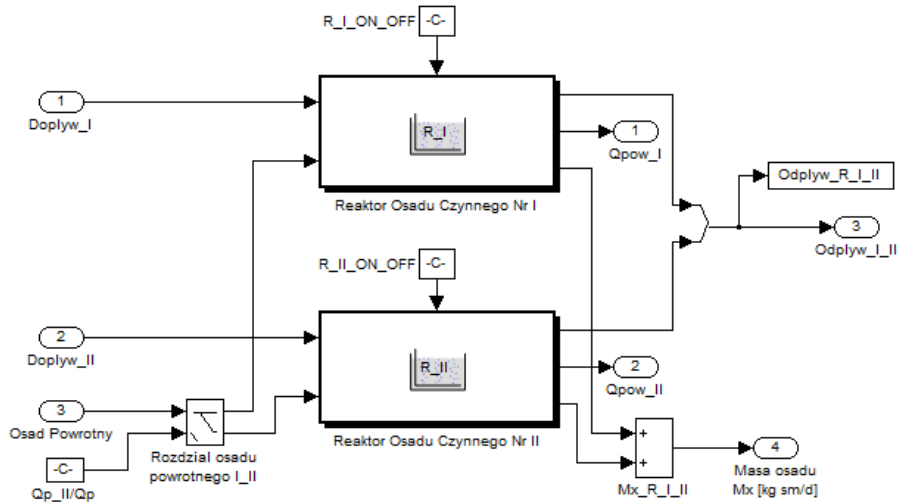 R_I_ON_OFF
-C-
1
Doplyw_I
R_I
1
Qpow_I
Odplyw_R_I_II
Reaktor Osadu Czynnego Nr I
3
Odplyw_I_II
R_II_ON_OFF
-C-
2
Doplyw_II
R_II
2
Qpow_II
3
Osad Powrotny
-C-
Qp_II/Qp
Rozdzial osadu
powrotnego I_II
Reaktor Osadu Czynnego Nr II
+
+
Mx_R_I_II
4
Masa osadu
Mx [kg sm/d]